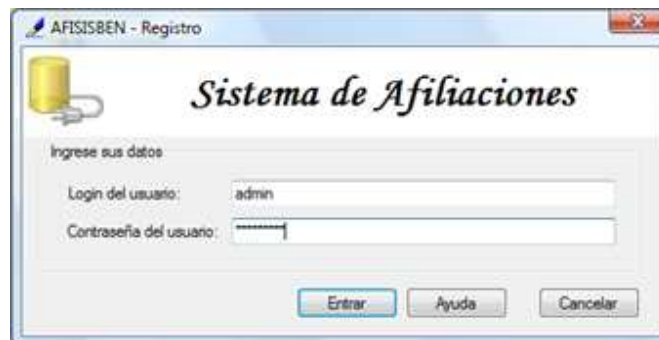 AFISISBEN - Registro
Sistema de Afiliaciones
Ingrese sus datos
Login del usuario: admin
Contraseña del usuario: *********
Entrar Ayuda Cancelar